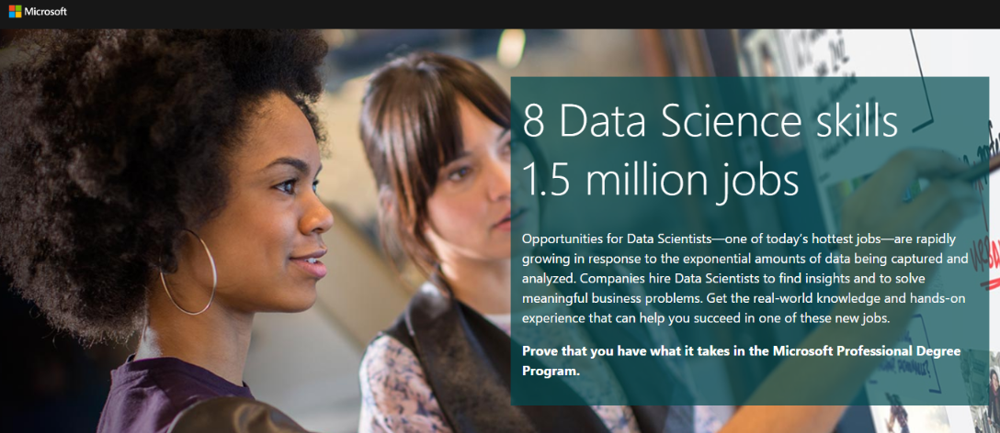 Microsoft
8 Data Science skills
1.5 million jobs
Opportunities for Data Scientists—one of today's hottest jobs—are rapidly
growing in response to the exponential amounts of data being captured and
analyzed. Companies hire Data Scientists to find insights and to solve
meaningful business problems. Get the real-world knowledge and hands-on
experience that can help you succeed in one of these new jobs.
Prove that you have what it takes in the Microsoft Professional Degree
Program.